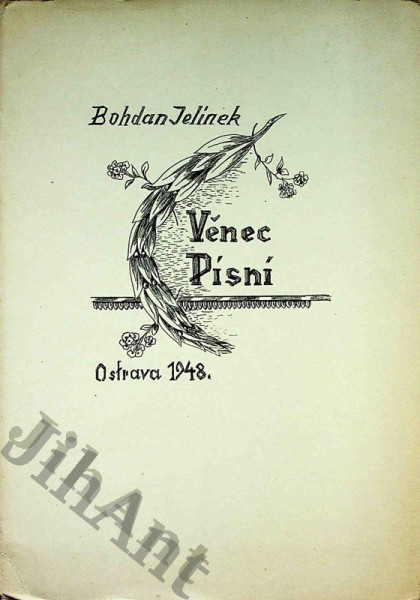 Bohdan Jelínek
Věnec
Písní
Ostrava 1948.
JihAnt